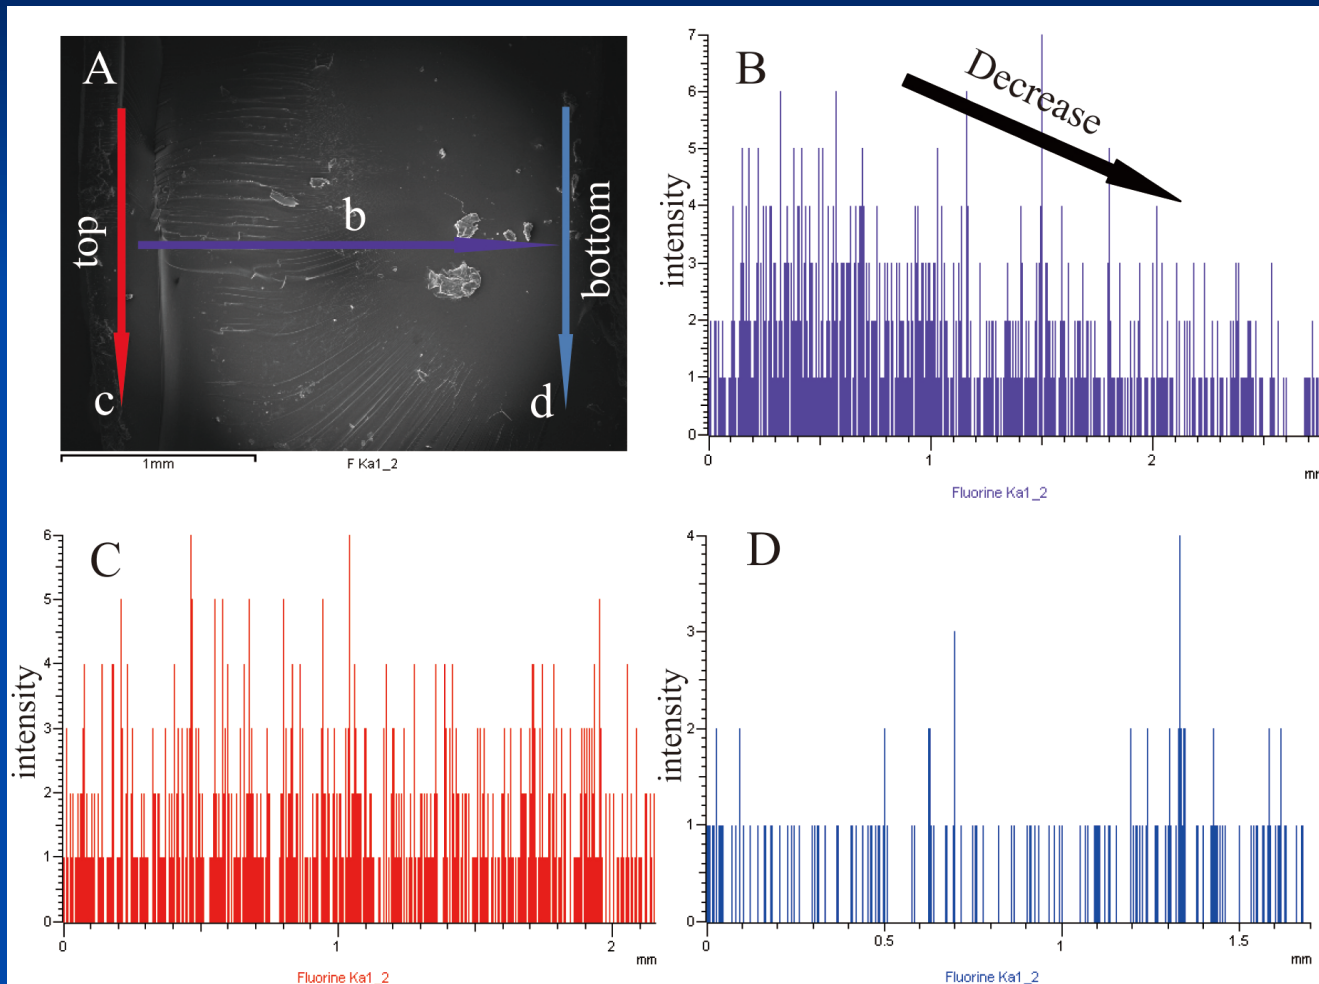 A
top
b
bottom
c
d
1mm
F Ka1_2
B
Decrease
intensity
7
6
5
4
3
2
1
0
0
1
2
mm
Fluorine Ka1_2
C
intensity
6
5
4
3
2
1
0
0
1
2
mm
Fluorine Ka1_2
D
intensity
4
3
2
1
0
0
0.5
1
1.5
mm
Fluorine Ka1_2